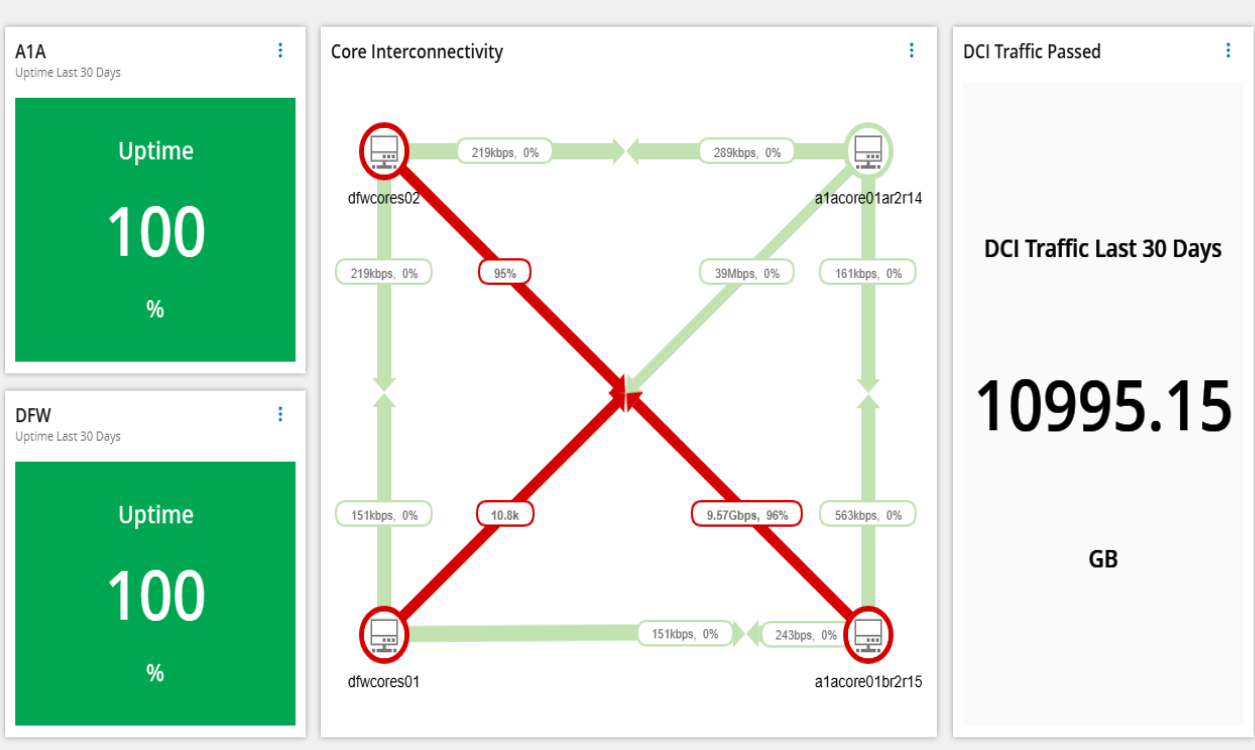 A1A
Uptime Last 30 Days
Uptime
100
%
DFW
Uptime Last 30 Days
Uptime
100
%
Core Interconnectivity
219kbps, 0%
289kbps, 0%
dfwcores02
a1acore01ar2r14
219kbps, 0%
95%
39Mbps, 0%
161kbps, 0%
151kbps, 0%
10.8k
9.57Gbps, 96%
563kbps, 0%
151kbps, 0%
243bps, 0%
dfwcores01
a1acore01br2r15
DCI Traffic Passed
DCI Traffic Last 30 Days
10995.15
GB